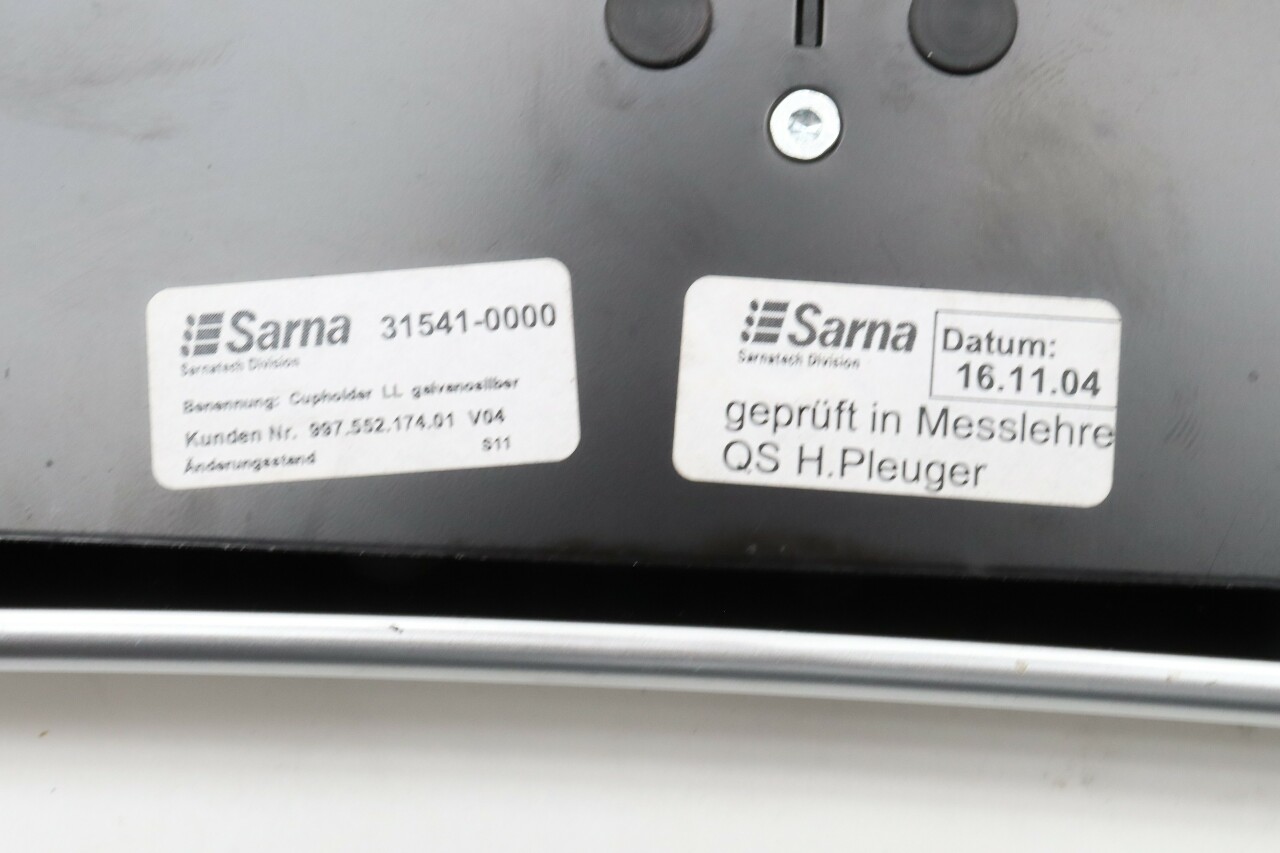 Sarna 31541-0000
Sarnatech Division
Benennung: Cupholder LL galvanosilber
Kunden Nr. 997.552.174.01 V04
S11
Änderungsstand
Sarna
Sarnatech Division
Datum:
16.11.04
geprüft in Messlehre
QS H.Pleuger